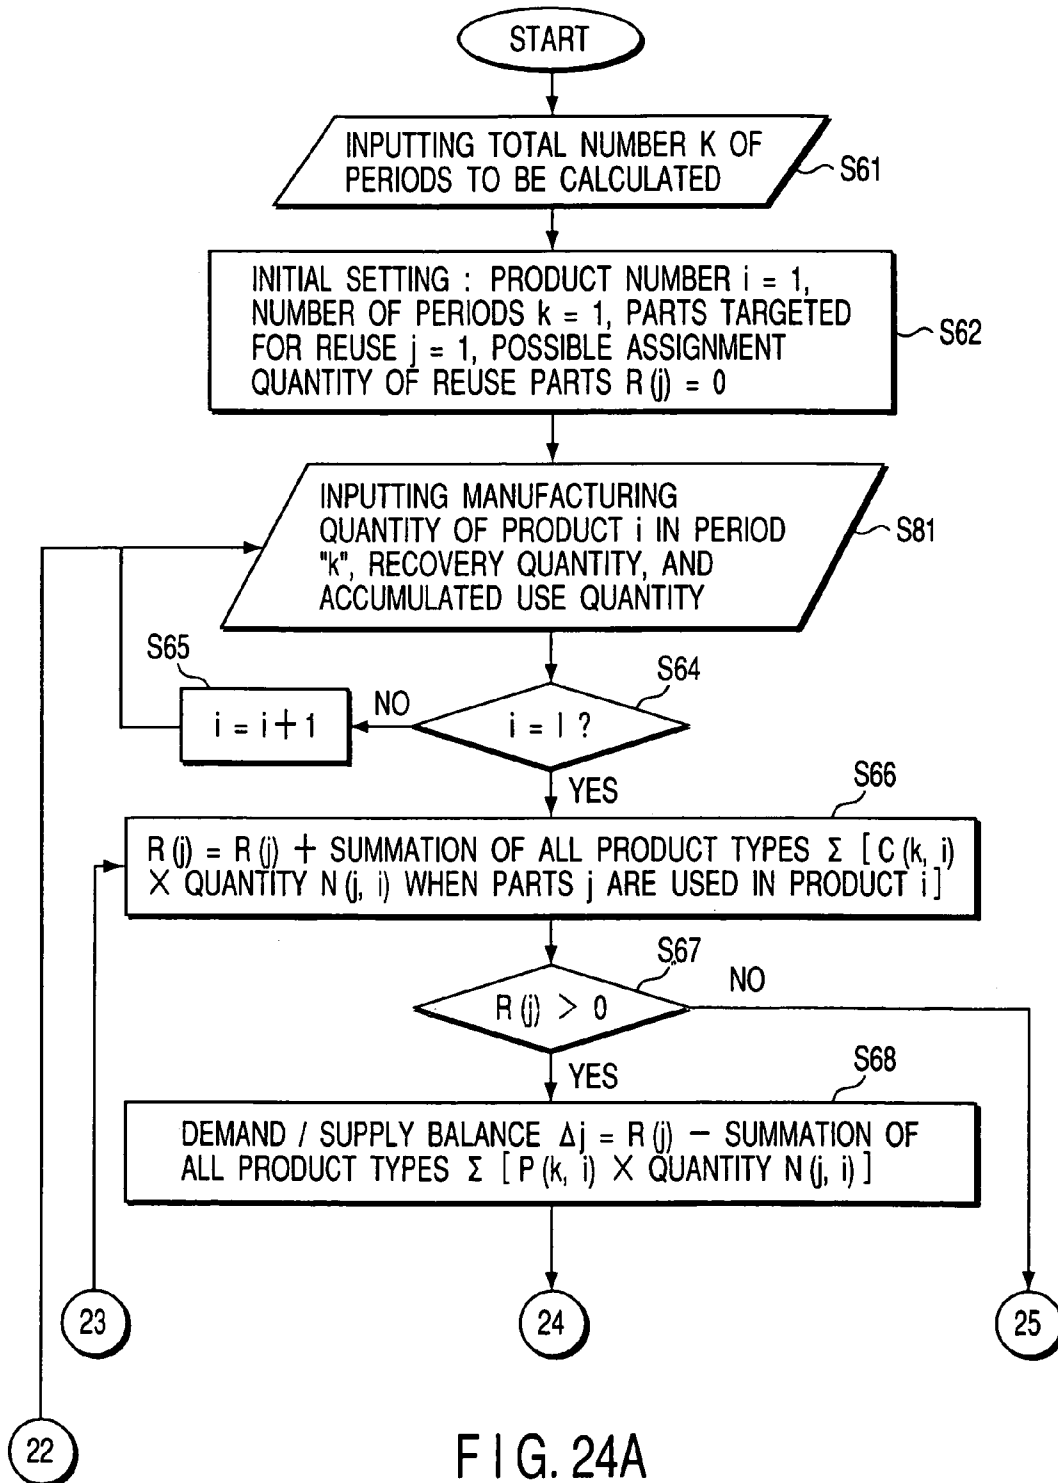 START
INPUTTING TOTAL NUMBER K OF
PERIODS TO BE CALCULATED
S61
INITIAL SETTING : PRODUCT NUMBER i = 1,
NUMBER OF PERIODS k = 1, PARTS TARGETED
FOR REUSE j = 1, POSSIBLE ASSIGNMENT
QUANTITY OF REUSE PARTS R (j) = 0
S62
INPUTTING MANUFACTURING
QUANTITY OF PRODUCT i IN PERIOD
"k", RECOVERY QUANTITY, AND
ACCUMULATED USE QUANTITY
S81
S65
i = i + 1
NO
S64
i = I ?
YES
S66
R (j) = R (j) + SUMMATION OF ALL PRODUCT TYPES Σ [ C (k, i)
× QUANTITY N (j, i) WHEN PARTS j ARE USED IN PRODUCT i ]
S67
R (j) > 0
NO
YES
S68
DEMAND / SUPPLY BALANCE Δj = R (j) − SUMMATION OF
ALL PRODUCT TYPES Σ [ P (k, i) × QUANTITY N (j, i) ]
23
24
25
22
FIG. 24A